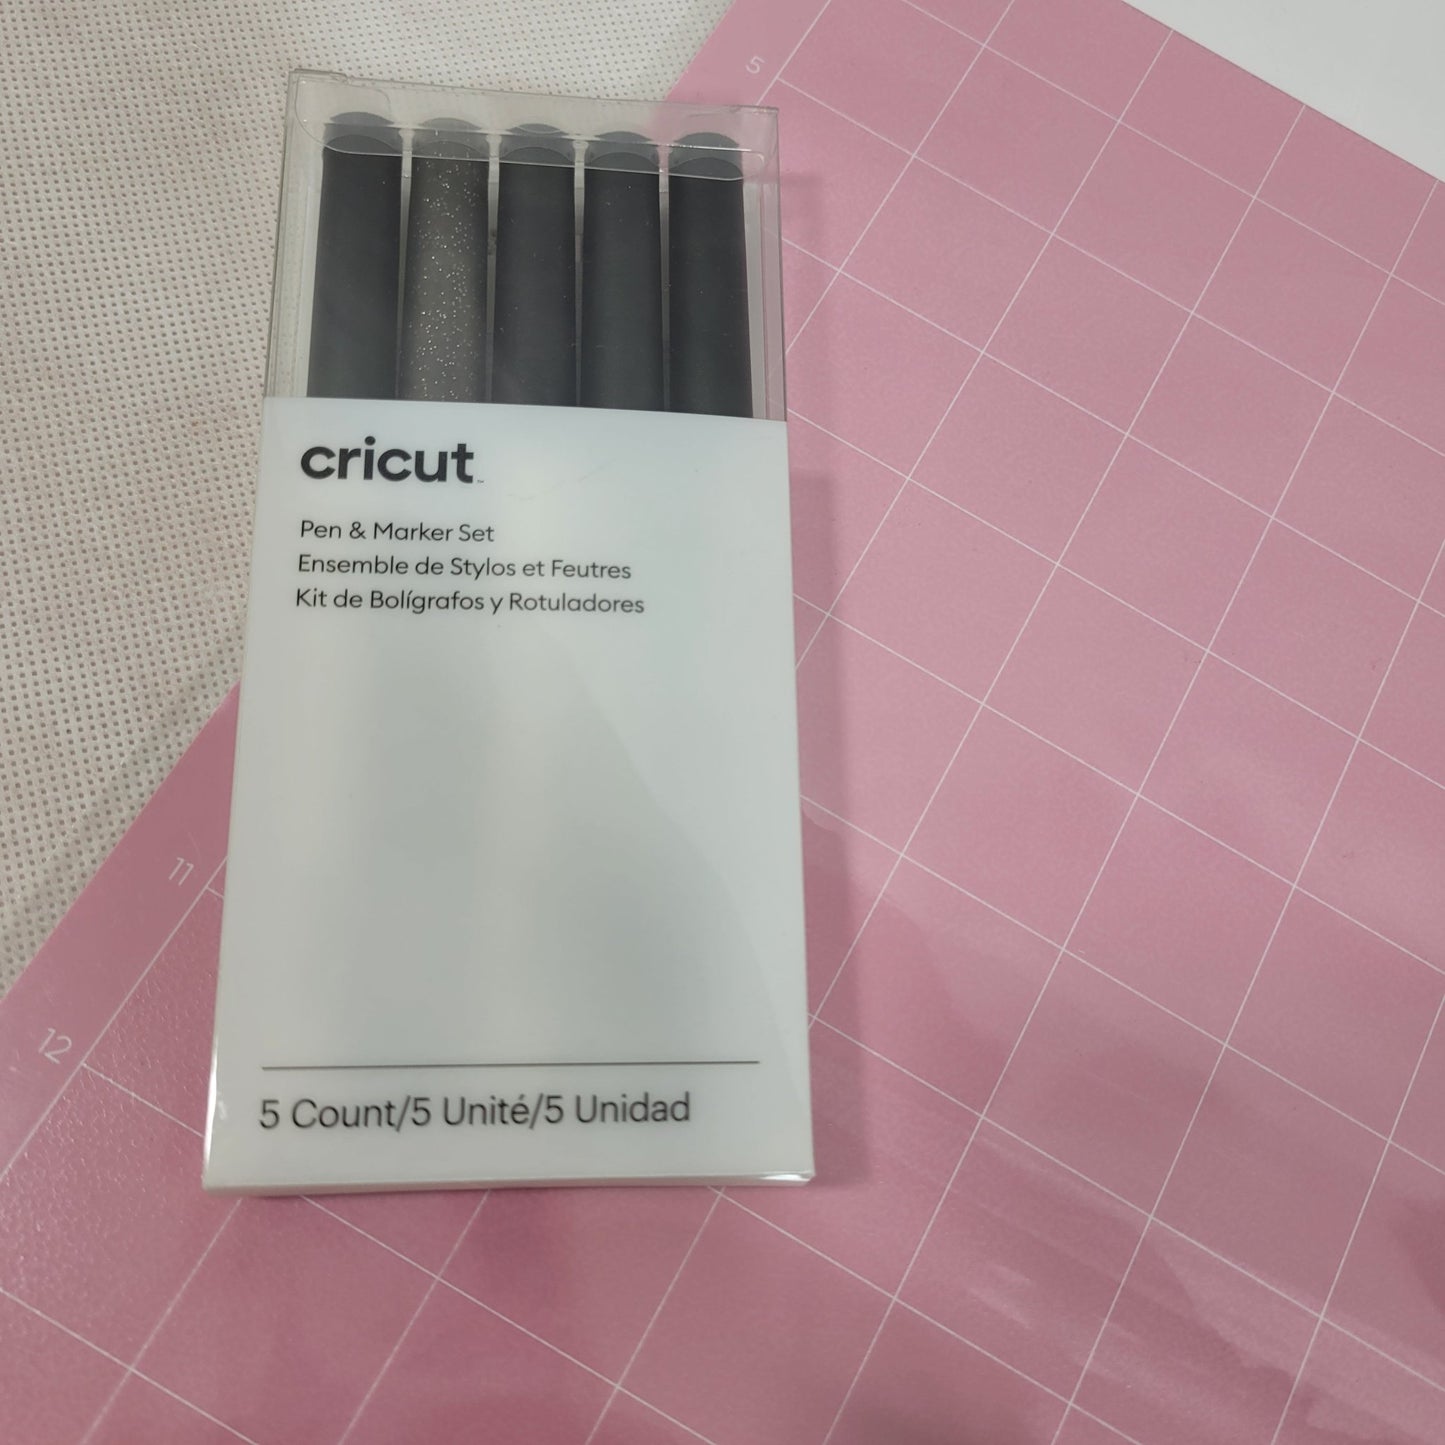 5
cricut
Pen & Marker Set
Ensemble de Stylos et Feutres
Kit de Bolígrafos y Rotuladores
11
12
5 Count/5 Unité/5 Unidad